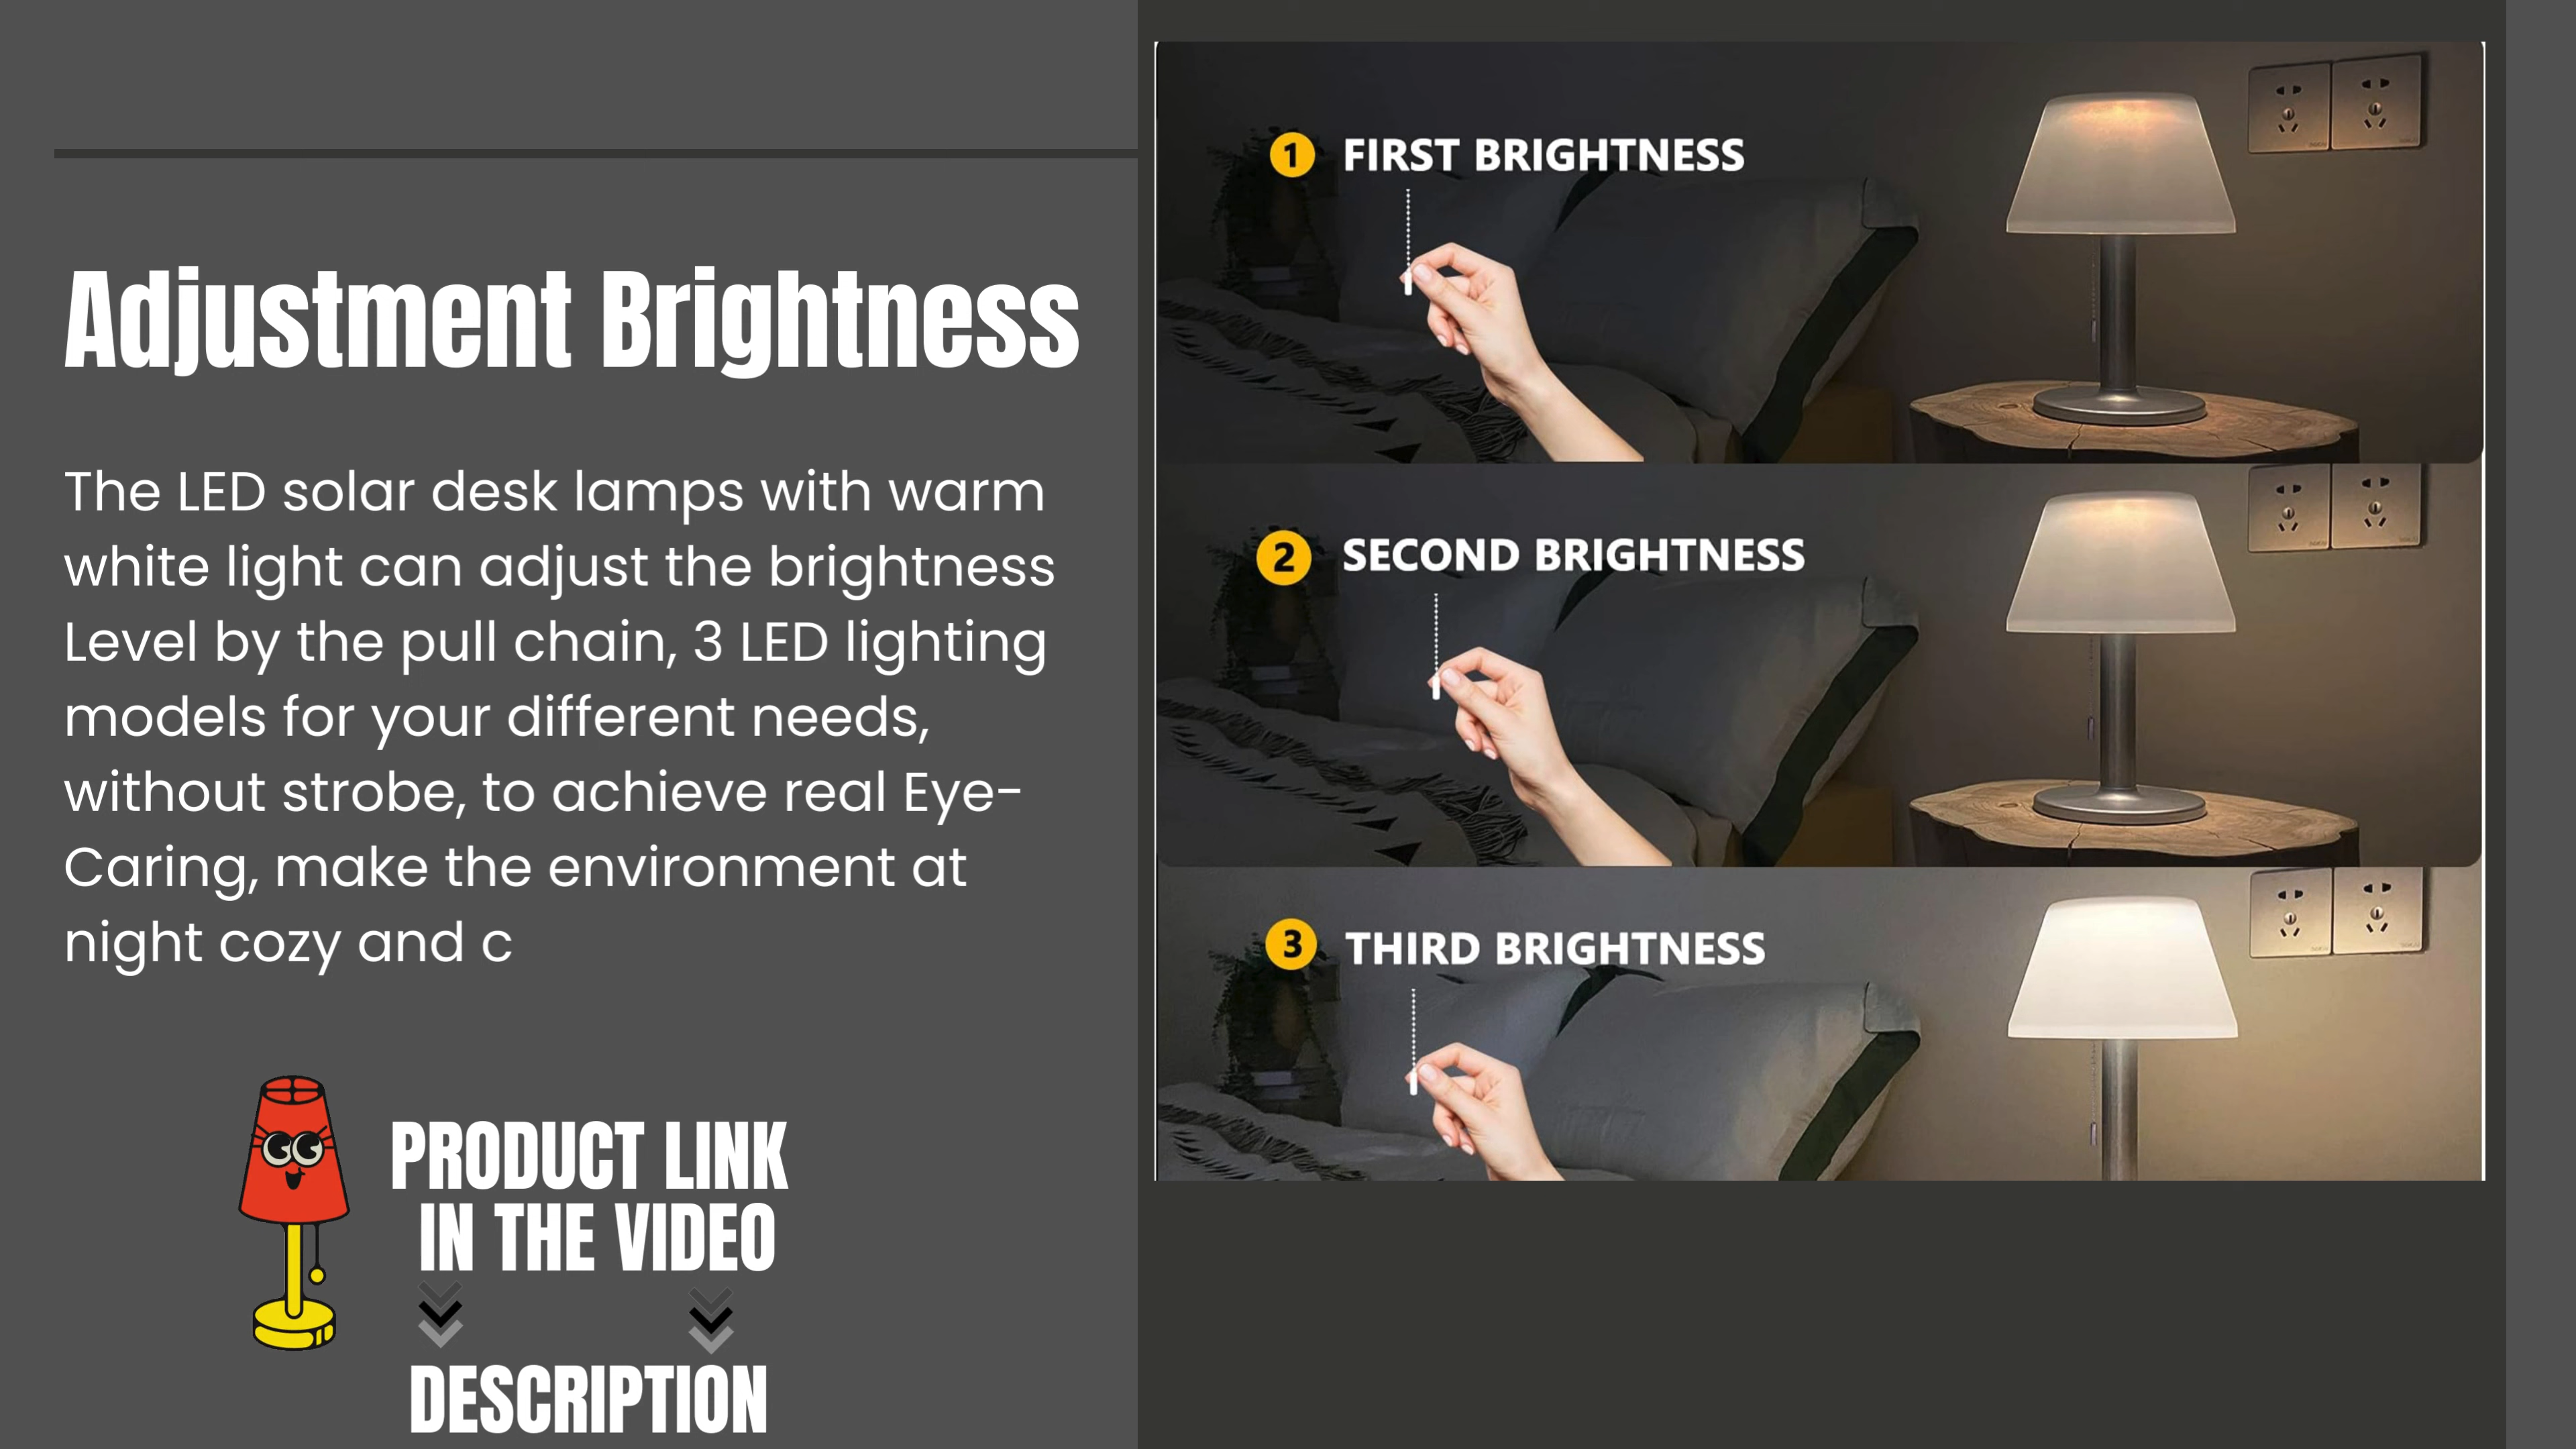 Adjustment Brightness
The LED solar desk lamps with warm
white light can adjust the brightness
Level by the pull chain, 3 LED lighting
models for your different needs,
without strobe, to achieve real Eye-
Caring, make the environment at
night cozy and c
PRODUCT LINK
IN THE VIDEO
DESCRIPTION
1 FIRST BRIGHTNESS
2 SECOND BRIGHTNESS
3 THIRD BRIGHTNESS